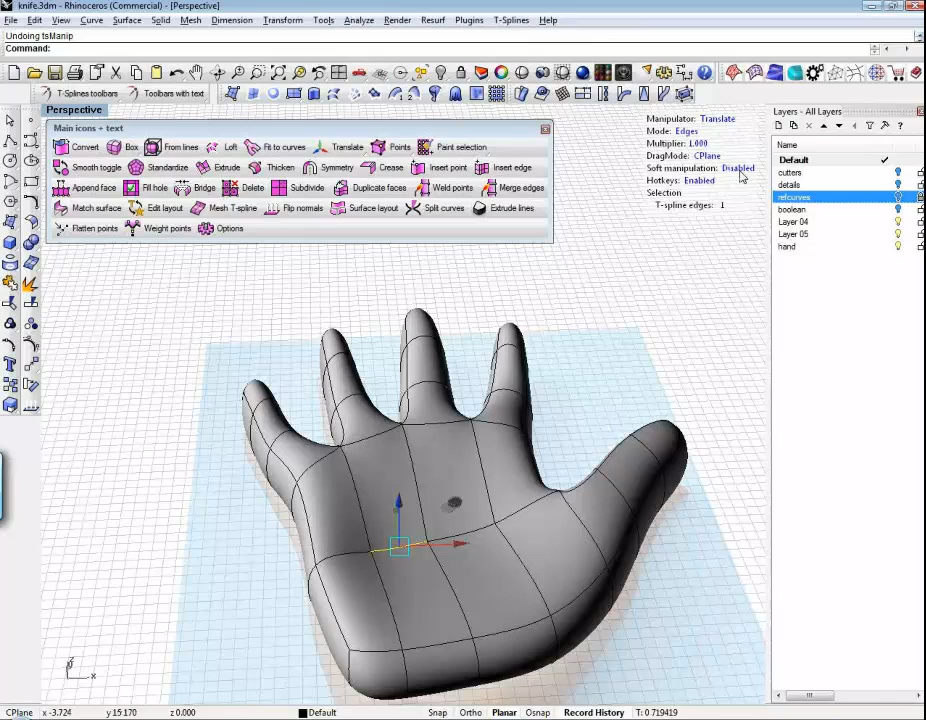 knife.3dm - Rhinoceros (Commercial) - [Perspective]
File Edit View Curve Surface Solid Mesh Dimension Transform Tools Analyze Render Resurf Plugins T-Splines Help
Undoing tsManip
Command:
T-Splines toolbars Toolbars with text
Perspective
Main icons + text
Convert Box From lines Loft Fit to curves Translate Points Paint selection
Smooth toggle Standardize Extrude Thicken Symmetry Crease Insert point Insert edge
Append face Fill hole Bridge Delete Subdivide Duplicate faces Weld points Merge edges
Match surface Edit layout Mesh T-spline Flip normals Surface layout Split curves Extrude lines
Flatten points Weight points Options
Manipulator: Translate
Mode: Edges
Multiplier: 1.000
DragMode: CPlane
Soft manipulation: Disabled
Hotkeys: Enabled
Selection
T-spline edges: 1
Layers - All Layers
Name
Default
cutters
details
refcurves
boolean
Layer 04
Layer 05
hand
y
x
CPlane x -3.724 y 15.170 z 0.000 Default Snap Ortho Planar Osnap Record History T: 0.719419